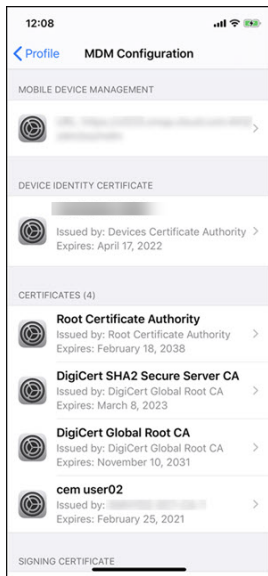 12:08
Profile
MDM Configuration
MOBILE DEVICE MANAGEMENT
DEVICE IDENTITY CERTIFICATE
Issued by: Devices Certificate Authority
Expires: April 17, 2022
CERTIFICATES (4)
Root Certificate Authority
Issued by: Root Certificate Authority
Expires: February 18, 2038
DigiCert SHA2 Secure Server CA
Issued by: DigiCert Global Root CA
Expires: March 8, 2023
DigiCert Global Root CA
Issued by: DigiCert Global Root CA
Expires: November 10, 2031
cem user02
Issued by:
Expires: February 25, 2021
SIGNING CERTIFICATE